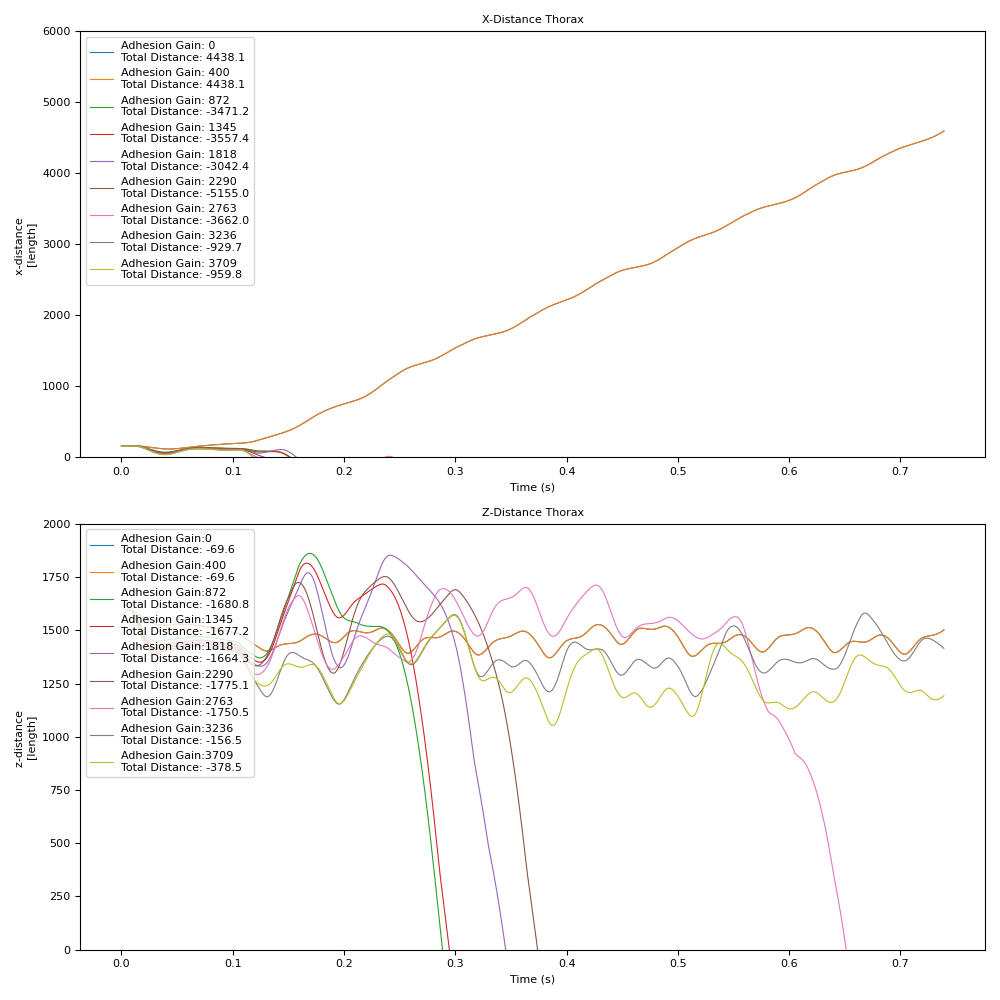 X-Distance Thorax
6000
5000
4000
3000
2000
1000
0
x-distance
[length]
Adhesion Gain: 0
Total Distance: 4438.1
Adhesion Gain: 400
Total Distance: 4438.1
Adhesion Gain: 872
Total Distance: -3471.2
Adhesion Gain: 1345
Total Distance: -3557.4
Adhesion Gain: 1818
Total Distance: -3042.4
Adhesion Gain: 2290
Total Distance: -5155.0
Adhesion Gain: 2763
Total Distance: -3662.0
Adhesion Gain: 3236
Total Distance: -929.7
Adhesion Gain: 3709
Total Distance: -959.8
0.0 0.1 0.2 0.3 0.4 0.5 0.6 0.7
Time (s)
Z-Distance Thorax
2000
1750
1500
1250
1000
750
500
250
0
z-distance
[length]
Adhesion Gain:0
Total Distance: -69.6
Adhesion Gain:400
Total Distance: -69.6
Adhesion Gain:872
Total Distance: -1680.8
Adhesion Gain:1345
Total Distance: -1677.2
Adhesion Gain:1818
Total Distance: -1664.3
Adhesion Gain:2290
Total Distance: -1775.1
Adhesion Gain:2763
Total Distance: -1750.5
Adhesion Gain:3236
Total Distance: -156.5
Adhesion Gain:3709
Total Distance: -378.5
0.0 0.1 0.2 0.3 0.4 0.5 0.6 0.7
Time (s)